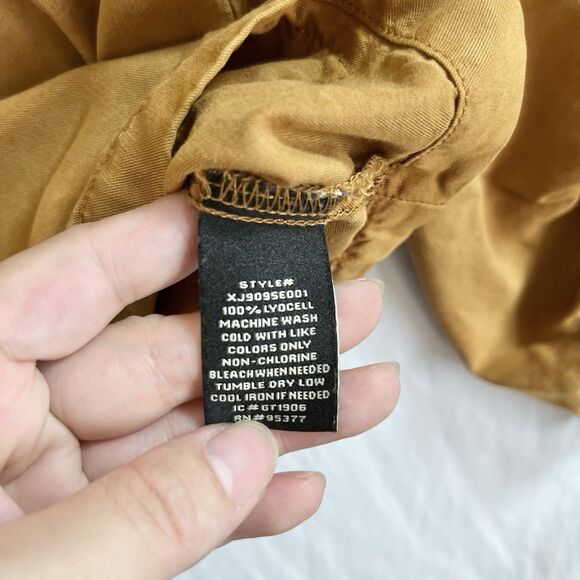 STYLE#
XJ9095E001
100% LYOCELL
MACHINE WASH
COLD WITH LIKE
COLORS ONLY
NON-CHLORINE
BLEACH WHEN NEEDED
TUMBLE DRY LOW
COOL IRON IF NEEDED
IC # GT1906
RN# 95377